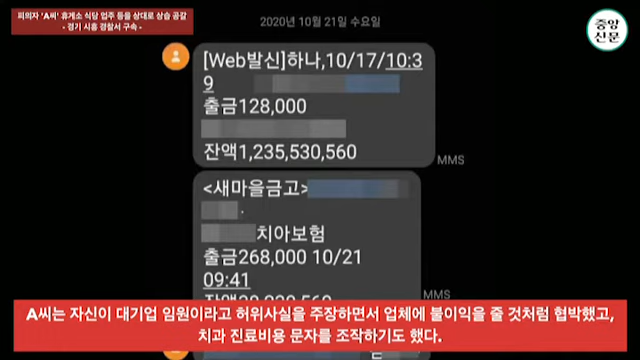 피의자 'A씨' 휴게소 식당 업주 등을 상대로 상습 공갈
- 경기 시흥 경찰서 구속 -
중앙
신문
2020년 10월 21일 수요일
[Web발신]하나,10/17/10:3
9
출금128,000
잔액1,235,530,560
MMS
<새마을금고>
치아보험
출금268,000 10/21
09:41
MMS
A씨는 자신이 대기업 임원이라고 허위사실을 주장하면서 업체에 불이익을 줄 것처럼 협박했고,
치과 진료비용 문자를 조작하기도 했다.